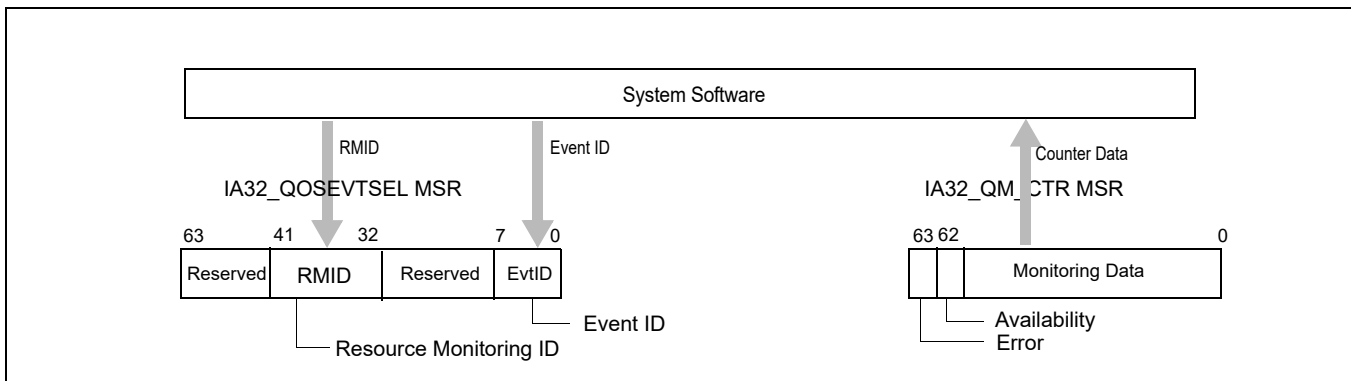 System Software
RMID
Event ID
Counter Data
IA32_QOSEVTSEL MSR
IA32_QM_CTR MSR
63 41 32 7 0
63 62 0
Reserved RMID Reserved EvtID
Monitoring Data
Event ID
Resource Monitoring ID
Availability
Error